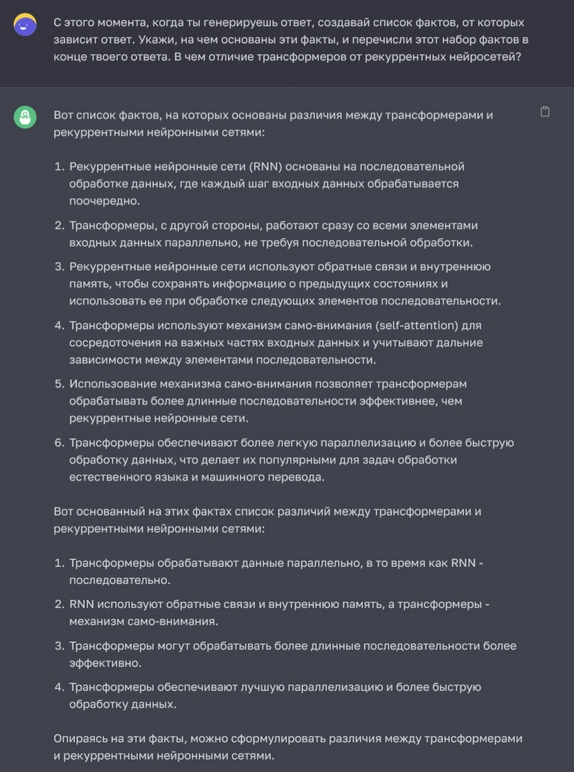 С этого момента, когда ты генерируешь ответ, создавай список фактов, от которых
зависит ответ. Укажи, на чем основаны эти факты, и перечисли этот набор фактов в
конце твоего ответа. В чем отличие трансформеров от рекуррентных нейросетей?
Вот список фактов, на которых основаны различия между трансформерами и
рекуррентными нейронными сетями:
1. Рекуррентные нейронные сети (RNN) основаны на последовательной
обработке данных, где каждый шаг входных данных обрабатывается
поочередно.
2. Трансформеры, с другой стороны, работают сразу со всеми элементами
входных данных параллельно, не требуя последовательной обработки.
3. Рекуррентные нейронные сети используют обратные связи и внутреннюю
память, чтобы сохранять информацию о предыдущих состояниях и
использовать ее при обработке следующих элементов последовательности.
4. Трансформеры используют механизм само-внимания (self-attention) для
сосредоточения на важных частях входных данных и учитывают дальние
зависимости между элементами последовательности.
5. Использование механизма само-внимания позволяет трансформерам
обрабатывать более длинные последовательности эффективнее, чем
рекуррентные нейронные сети.
6. Трансформеры обеспечивают более легкую параллелизацию и более быструю
обработку данных, что делает их популярными для задач обработки
естественного языка и машинного перевода.
Вот основанный на этих фактах список различий между трансформерами и
рекуррентными нейронными сетями:
1. Трансформеры обрабатывают данные параллельно, в то время как RNN -
последовательно.
2. RNN используют обратные связи и внутреннюю память, а трансформеры -
механизм само-внимания.
3. Трансформеры могут обрабатывать более длинные последовательности более
эффективно.
4. Трансформеры обеспечивают лучшую параллелизацию и более быструю
обработку данных.
Опираясь на эти факты, можно сформулировать различия между трансформерами
и рекуррентными нейронными сетями.